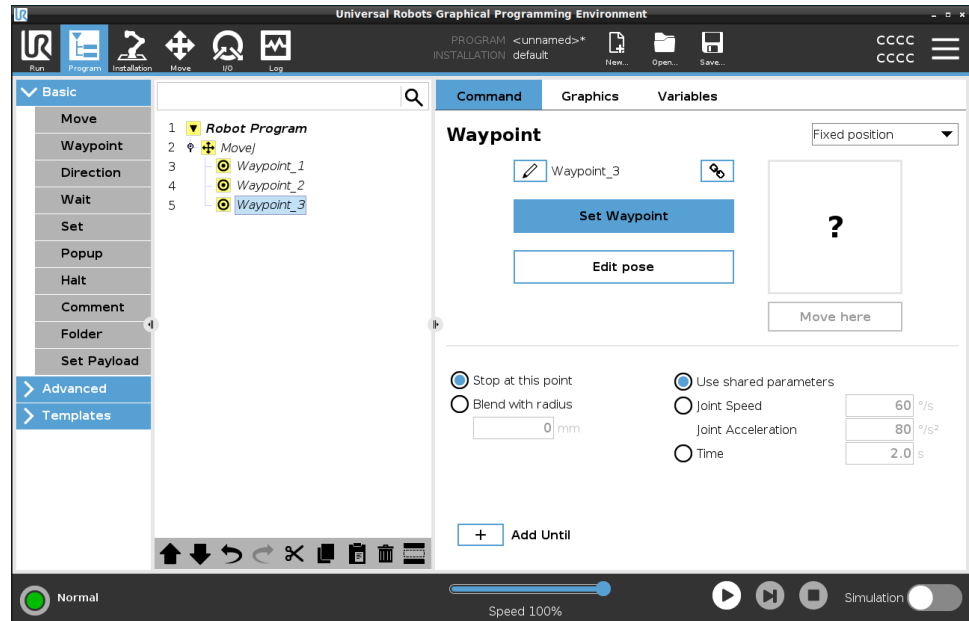 Universal Robots Graphical Programming Environment
UR
Run
Program
Installation
Move
I/O
Log
PROGRAM <unnamed>*
INSTALLATION default
New...
Open...
Save...
CCCC
CCCC
Basic
Move
Waypoint
Direction
Wait
Set
Popup
Halt
Comment
Folder
Set Payload
Advanced
Templates
1 Robot Program
2 MoveJ
3 Waypoint_1
4 Waypoint_2
5 Waypoint_3
Command Graphics Variables
Waypoint
Fixed position
Waypoint_3
Set Waypoint
Edit pose
?
Move here
Stop at this point
Blend with radius
0 mm
Use shared parameters
Joint Speed 60 °/s
Joint Acceleration 80 °/s²
Time 2.0 s
+ Add Until
Normal
Speed 100%
Simulation